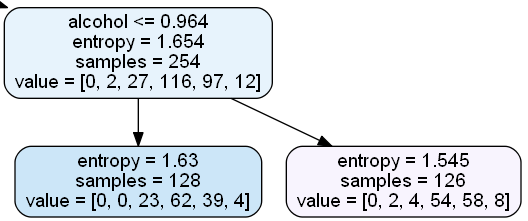 alcohol <= 0.964
entropy = 1.654
samples = 254
value = [0, 2, 27, 116, 97, 12]
entropy = 1.63
samples = 128
value = [0, 0, 23, 62, 39, 4]
entropy = 1.545
samples = 126
value = [0, 2, 4, 54, 58, 8]